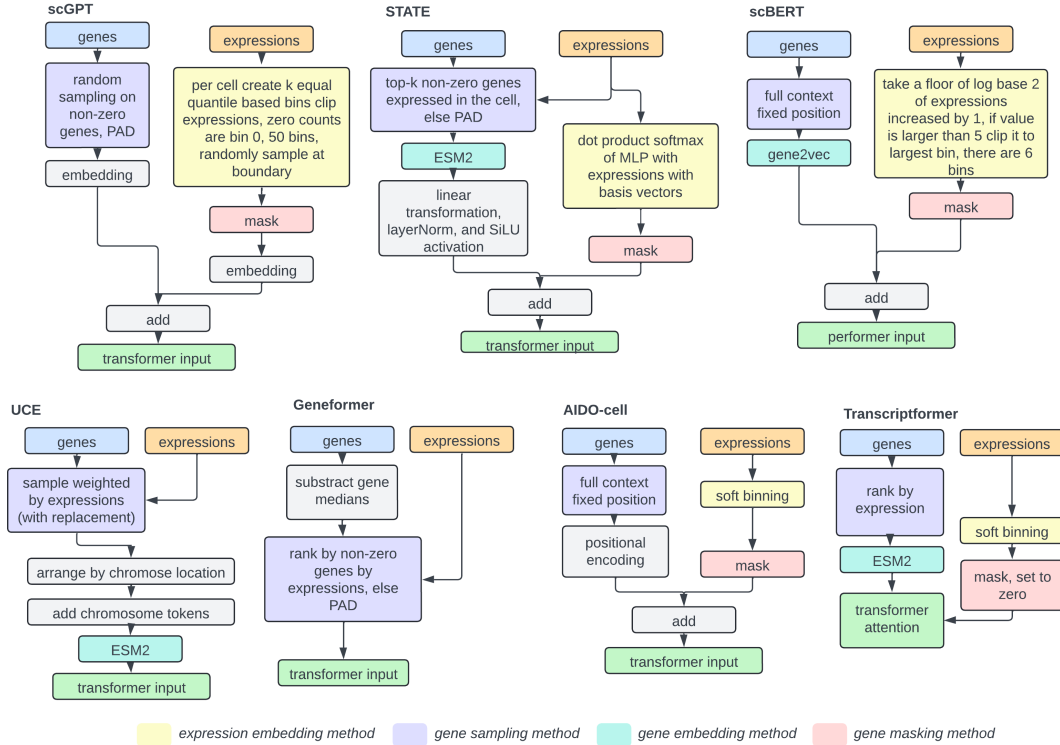 scGPT
genes
expressions
random
sampling on
non-zero
genes, PAD
per cell create k equal
quantile based bins clip
expressions, zero counts
are bin 0, 50 bins,
randomly sample at
boundary
embedding
mask
embedding
add
transformer input
STATE
genes
expressions
top-k non-zero genes
expressed in the cell,
else PAD
ESM2
dot product softmax
of MLP with
expressions with
basis vectors
linear
transformation,
layerNorm, and SiLU
activation
mask
add
transformer input
scBERT
genes
expressions
full context
fixed position
gene2vec
take a floor of log base 2
of expressions
increased by 1, if value
is larger than 5 clip it to
largest bin, there are 6
bins
mask
add
performer input
UCE
genes
expressions
sample weighted
by expressions
(with replacement)
arrange by chromose location
add chromosome tokens
ESM2
transformer input
Geneformer
genes
expressions
substract gene
medians
rank by non-zero
genes by
expressions, else
PAD
transformer input
AIDO-cell
genes
expressions
full context
fixed position
soft binning
positional
encoding
mask
add
transformer input
Transcriptformer
genes
expressions
rank by
expression
soft binning
ESM2
mask, set to
zero
transformer
attention
expression embedding method
gene sampling method
gene embedding method
gene masking method